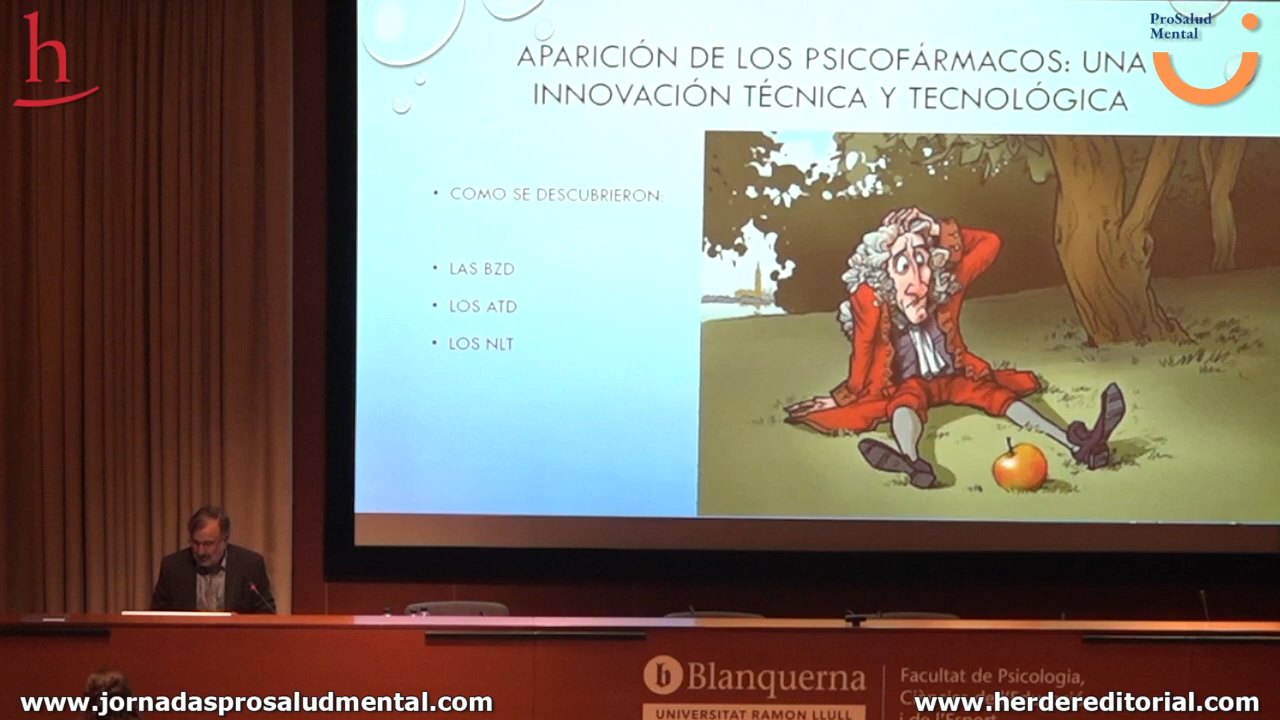 h
ProSalud
Mental
APARICIÓN DE LOS PSICOFÁRMACOS: UNA
INNOVACIÓN TÉCNICA Y TECNOLÓGICA
• COMO SE DESCUBRIERON:
• LAS BZD
• LOS ATD
• LOS NLT
b Blanquerna
UNIVERSITAT RAMON LLULL
Facultat de Psicologia,
www.jornadasprosaludmental.com
www.herdereditorial.com